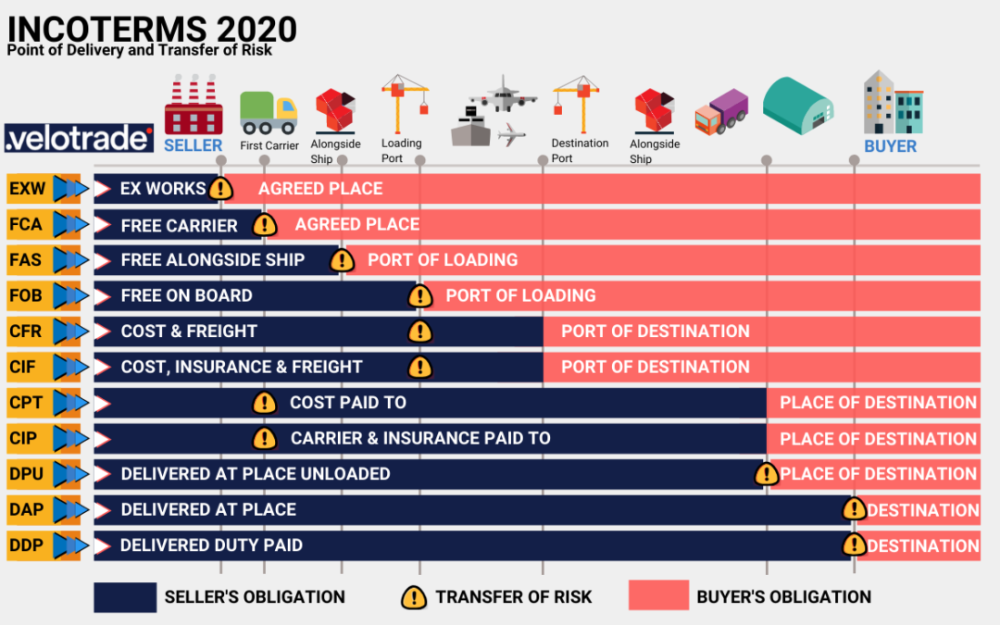 INCOTERMS 2020
Point of Delivery and Transfer of Risk
.velotrade
SELLER
First Carrier
Alongside
Ship
Loading
Port
Destination
Port
Alongside
Ship
BUYER
EXW EX WORKS AGREED PLACE
FCA FREE CARRIER AGREED PLACE
FAS FREE ALONGSIDE SHIP PORT OF LOADING
FOB FREE ON BOARD PORT OF LOADING
CFR COST & FREIGHT PORT OF DESTINATION
CIF COST, INSURANCE & FREIGHT PORT OF DESTINATION
CPT COST PAID TO PLACE OF DESTINATION
CIP CARRIER & INSURANCE PAID TO PLACE OF DESTINATION
DPU DELIVERED AT PLACE UNLOADED PLACE OF DESTINATION
DAP DELIVERED AT PLACE DESTINATION
DDP DELIVERED DUTY PAID DESTINATION
SELLER'S OBLIGATION TRANSFER OF RISK BUYER'S OBLIGATION